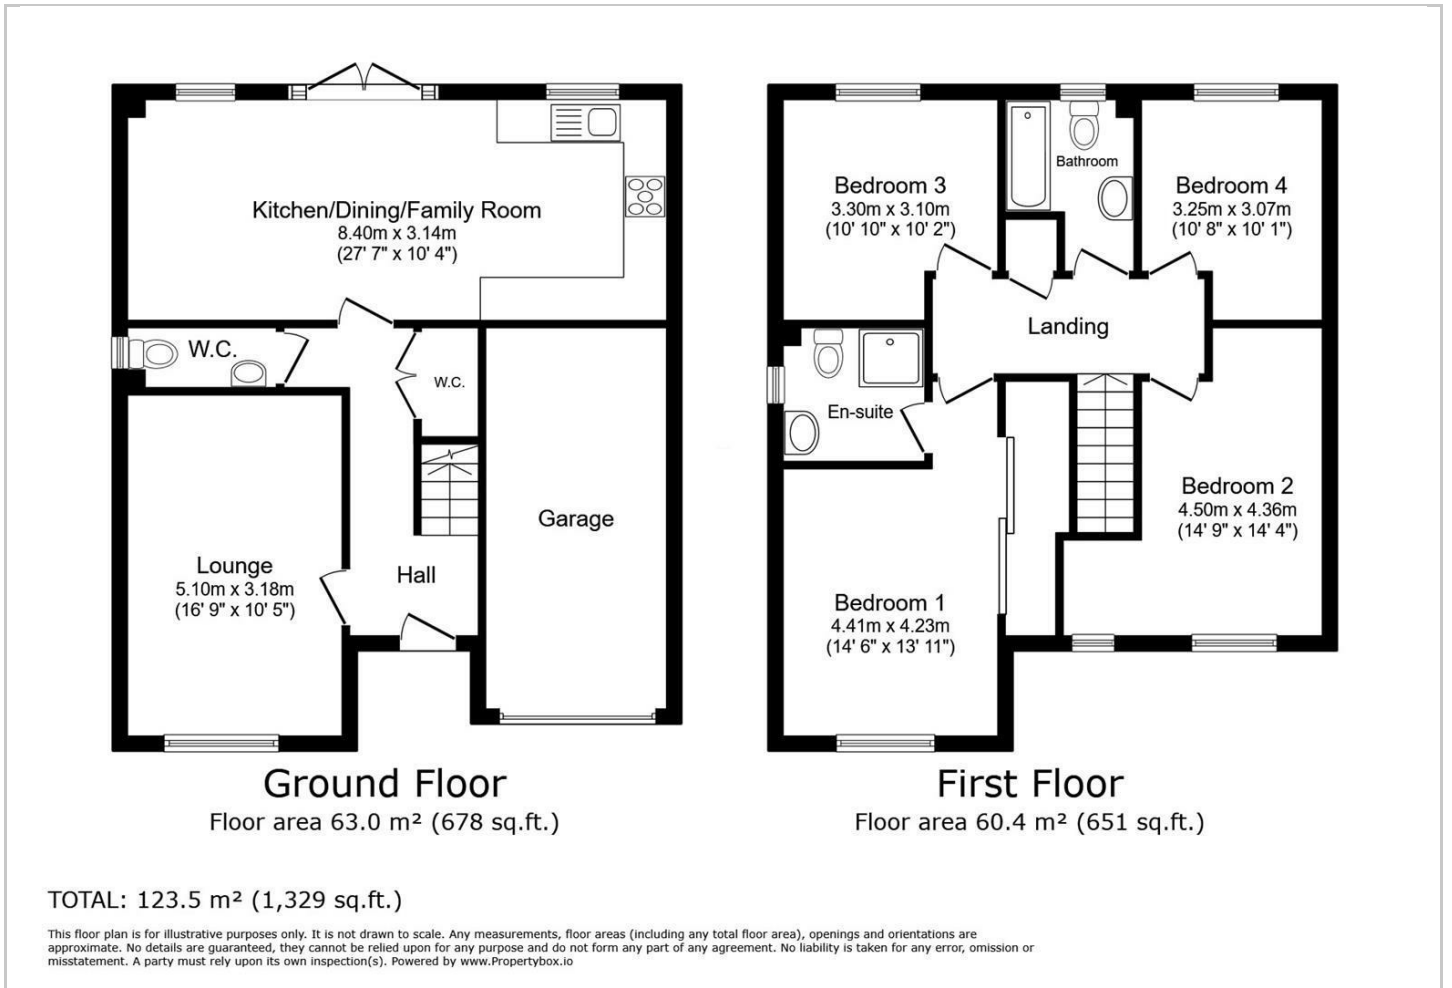 Kitchen/Dining/Family Room
8.40m x 3.14m
(27' 7" x 10' 4")
W.C.
W.C.
Lounge
5.10m x 3.18m
(16' 9" x 10' 5")
Hall
Garage
Ground Floor
Floor area 63.0 m² (678 sq.ft.)
Bedroom 3
3.30m x 3.10m
(10' 10" x 10' 2")
Bathroom
Bedroom 4
3.25m x 3.07m
(10' 8" x 10' 1")
Landing
En-suite
Bedroom 2
4.50m x 4.36m
(14' 9" x 14' 4")
Bedroom 1
4.41m x 4.23m
(14' 6" x 13' 11")
First Floor
Floor area 60.4 m² (651 sq.ft.)
TOTAL: 123.5 m² (1,329 sq.ft.)
This floor plan is for illustrative purposes only. It is not drawn to scale. Any measurements, floor areas (including any total floor area), openings and orientations are
approximate. No details are guaranteed, they cannot be relied upon for any purpose and do not form any part of any agreement. No liability is taken for any error, omission or
misstatement. A party must rely upon its own inspection(s). Powered by www.Propertybox.io